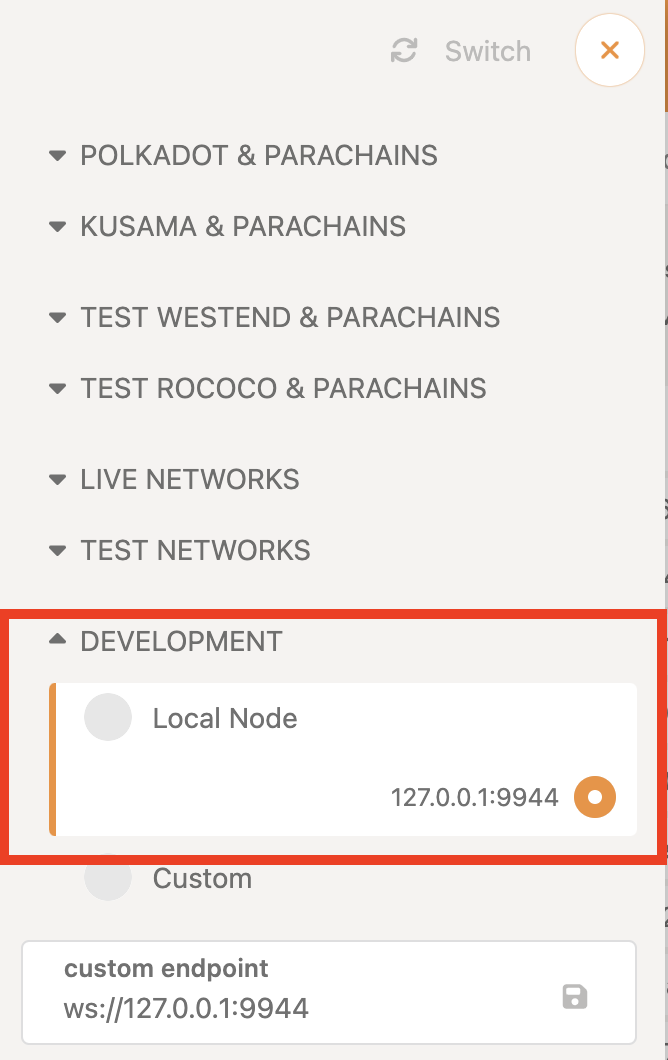 Switch
POLKADOT & PARACHAINS
KUSAMA & PARACHAINS
TEST WESTEND & PARACHAINS
TEST ROCOCO & PARACHAINS
LIVE NETWORKS
TEST NETWORKS
DEVELOPMENT
Local Node
127.0.0.1:9944
Custom
custom endpoint
ws://127.0.0.1:9944